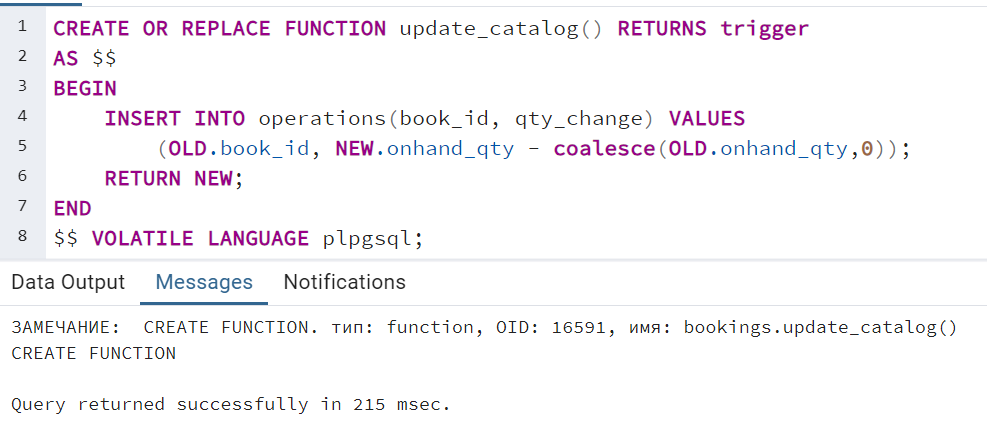 1 CREATE OR REPLACE FUNCTION update_catalog() RETURNS trigger
2 AS $$
3 BEGIN
4     INSERT INTO operations(book_id, qty_change) VALUES
5         (OLD.book_id, NEW.onhand_qty - coalesce(OLD.onhand_qty,0));
6     RETURN NEW;
7 END
8 $$ VOLATILE LANGUAGE plpgsql;
Data Output Messages Notifications
ЗАМЕЧАНИЕ:  CREATE FUNCTION. тип: function, OID: 16591, имя: bookings.update_catalog()
CREATE FUNCTION
Query returned successfully in 215 msec.